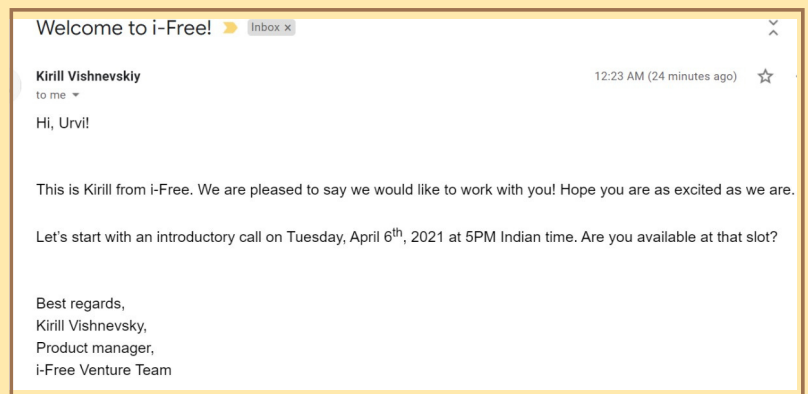 Welcome to i-Free! Inbox x
Kirill Vishnevskiy 12:23 AM (24 minutes ago)
to me
Hi, Urvi!
This is Kirill from i-Free. We are pleased to say we would like to work with you! Hope you are as excited as we are.
Let's start with an introductory call on Tuesday, April 6th, 2021 at 5PM Indian time. Are you available at that slot?
Best regards,
Kirill Vishnevsky,
Product manager,
i-Free Venture Team